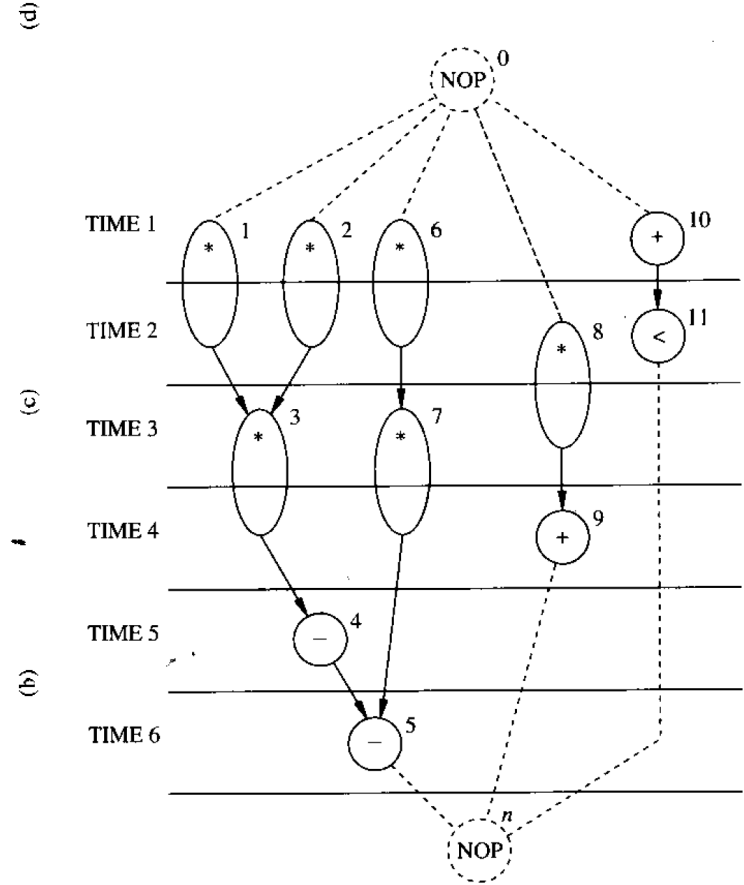 (d)
0
NOP
TIME 1
* 1
* 2
* 6
+ 10
TIME 2
* 8
< 11
(c)
TIME 3
* 3
* 7
TIME 4
+ 9
TIME 5
− 4
(b)
TIME 6
− 5
n
NOP